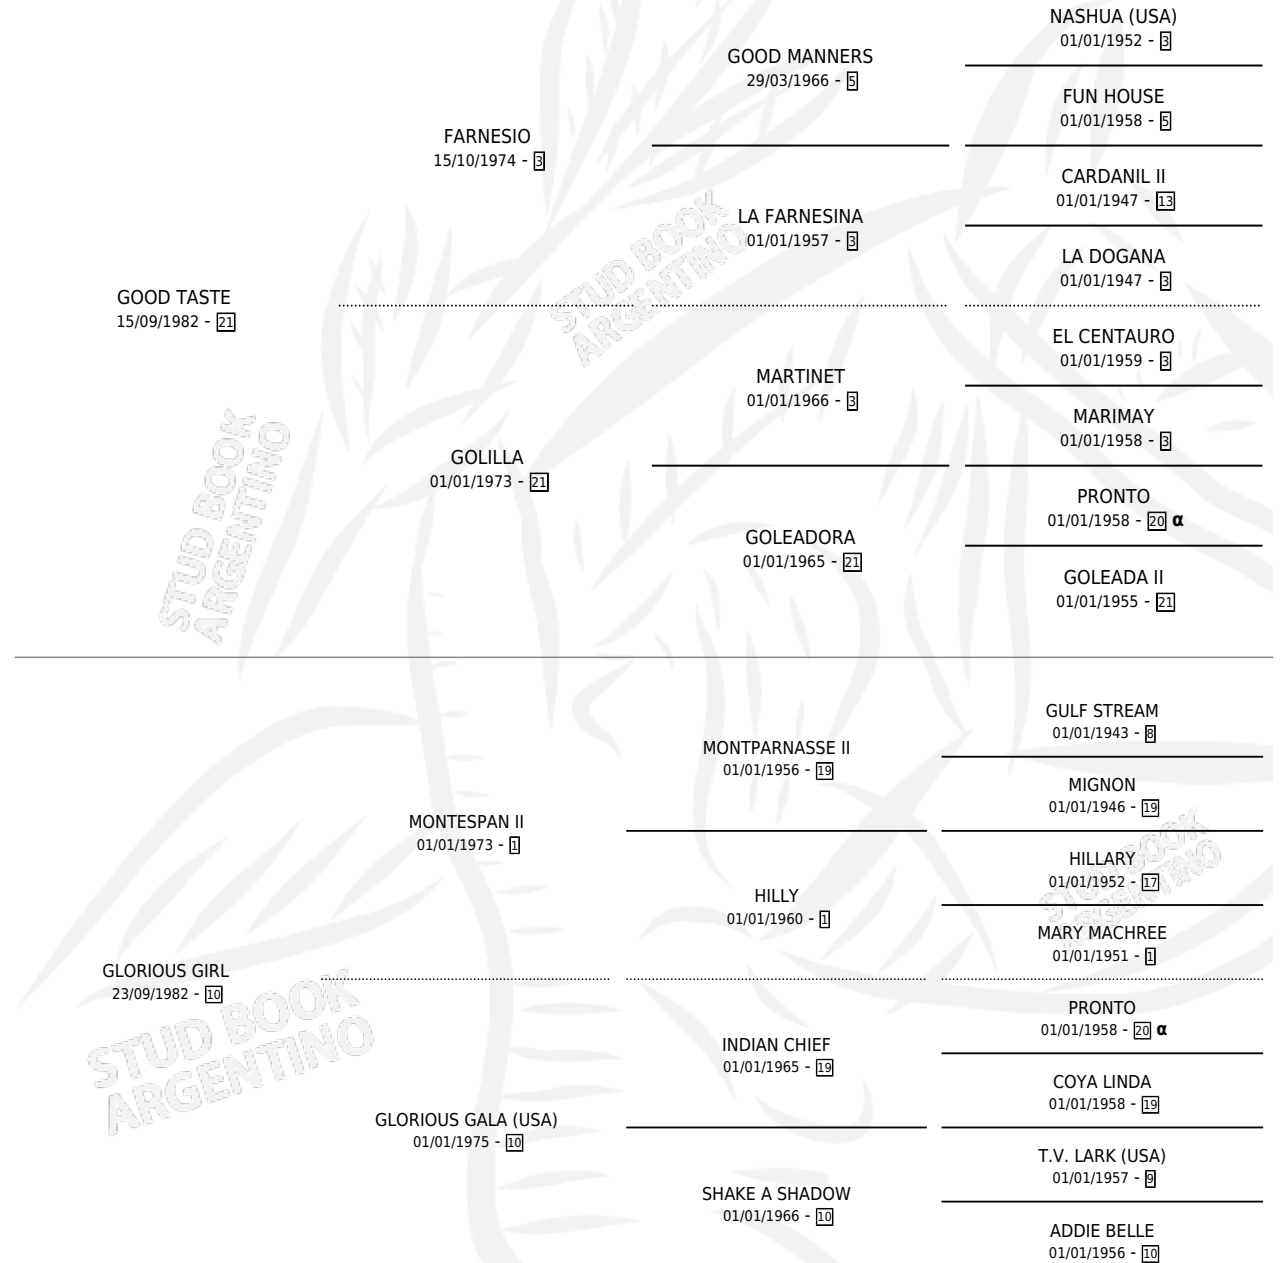 GOOD TASTE
15/09/1982 - 21
FARNESIO
15/10/1974 - 3
GOOD MANNERS
29/03/1966 - 5
NASHUA (USA)
01/01/1952 - 3
FUN HOUSE
01/01/1958 - 5
LA FARNESINA
01/01/1957 - 3
CARDANIL II
01/01/1947 - 13
LA DOGANA
01/01/1947 - 3
GOLILLA
01/01/1973 - 21
MARTINET
01/01/1966 - 3
EL CENTAURO
01/01/1959 - 3
MARIMAY
01/01/1958 - 3
GOLEADORA
01/01/1965 - 21
PRONTO
01/01/1958 - 20 α
GOLEADA II
01/01/1955 - 21
GLORIOUS GIRL
23/09/1982 - 10
MONTESPAN II
01/01/1973 - 1
MONTPARNASSE II
01/01/1956 - 19
GULF STREAM
01/01/1943 - 8
MIGNON
01/01/1946 - 19
HILLY
01/01/1960 - 1
HILLARY
01/01/1952 - 17
MARY MACHREE
01/01/1951 - 1
GLORIOUS GALA (USA)
01/01/1975 - 10
INDIAN CHIEF
01/01/1965 - 19
PRONTO
01/01/1958 - 20 α
COYA LINDA
01/01/1958 - 19
SHAKE A SHADOW
01/01/1966 - 10
T.V. LARK (USA)
01/01/1957 - 9
ADDIE BELLE
01/01/1956 - 10
STUD BOOK
ARGENTINO
STUD BOOK
ARGENTINO
STUD BOOK
ARGENTINO
STUD BOOK
ARGENTINO